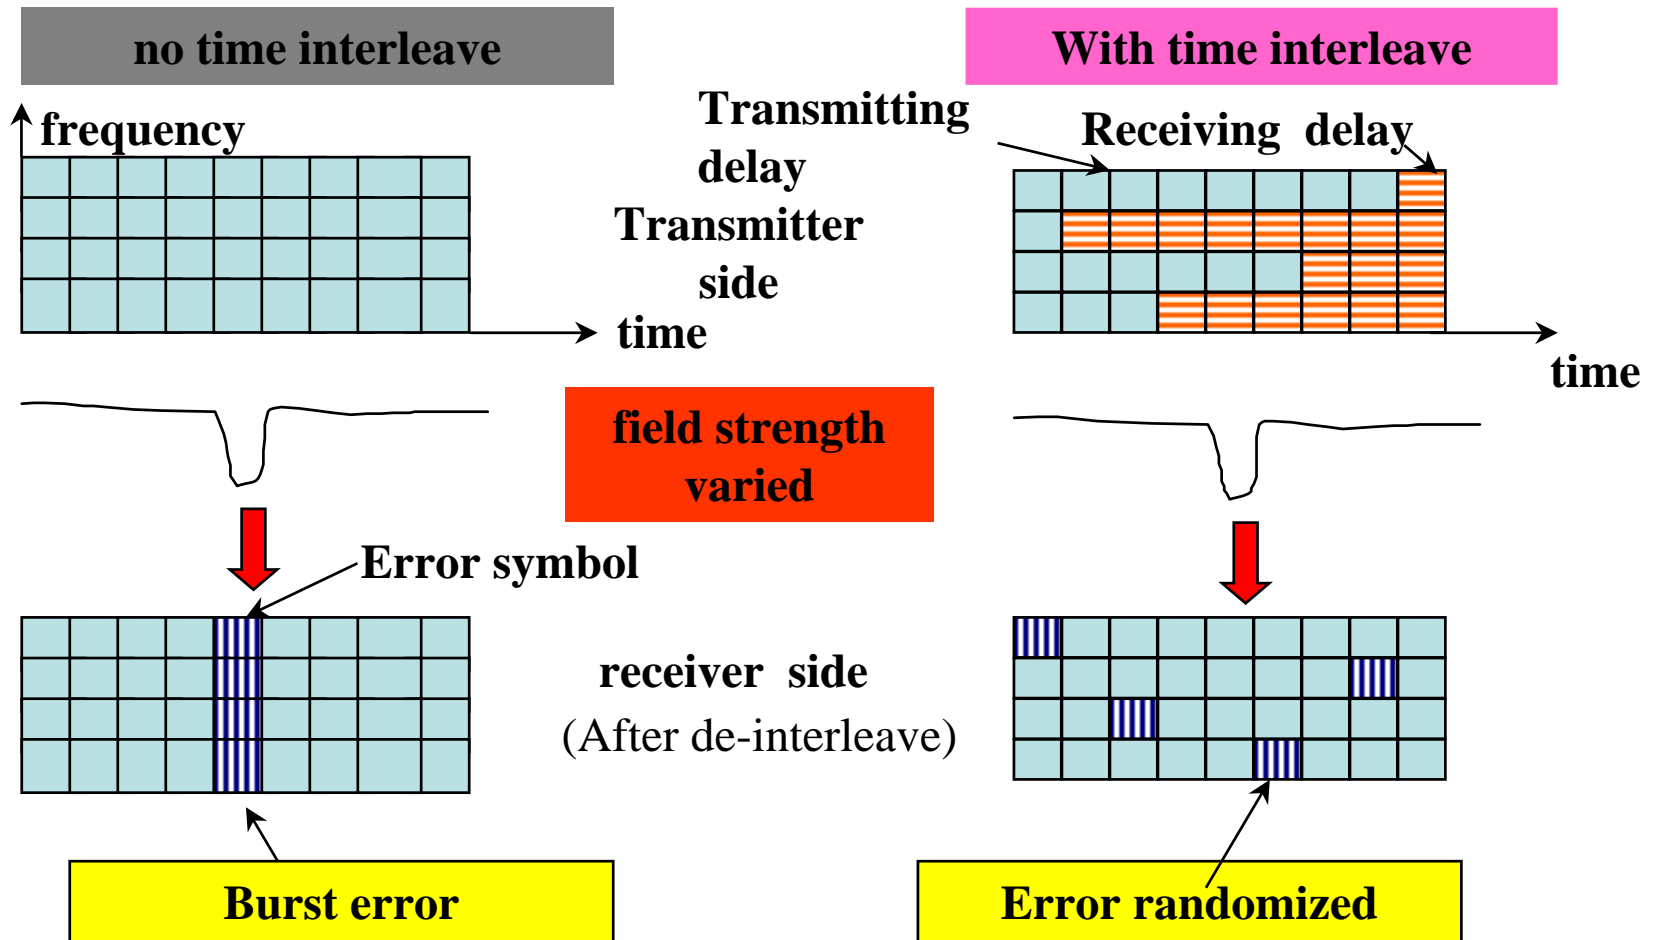 no time interleave
With time interleave
frequency
Transmitting
delay
Receiving delay
Transmitter
side
time
time
field strength
varied
Error symbol
receiver side
(After de-interleave)
Burst error
Error randomized